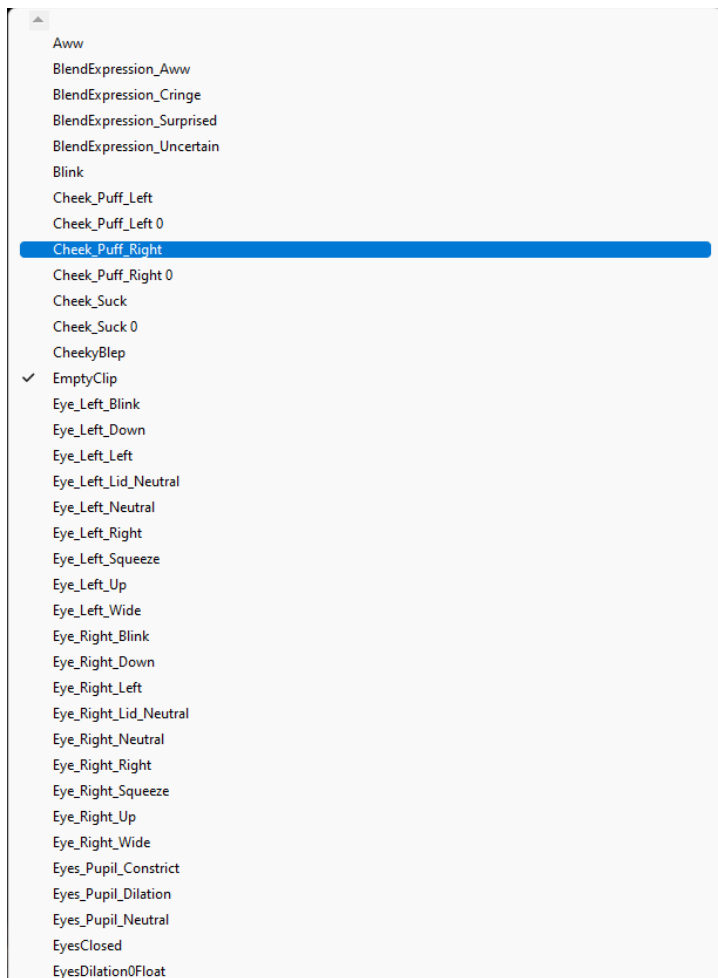 Aww
BlendExpression_Aww
BlendExpression_Cringe
BlendExpression_Surprised
BlendExpression_Uncertain
Blink
Cheek_Puff_Left
Cheek_Puff_Left 0
Cheek_Puff_Right
Cheek_Puff_Right 0
Cheek_Suck
Cheek_Suck 0
CheekyBlep
EmptyClip
Eye_Left_Blink
Eye_Left_Down
Eye_Left_Left
Eye_Left_Lid_Neutral
Eye_Left_Neutral
Eye_Left_Right
Eye_Left_Squeeze
Eye_Left_Up
Eye_Left_Wide
Eye_Right_Blink
Eye_Right_Down
Eye_Right_Left
Eye_Right_Lid_Neutral
Eye_Right_Neutral
Eye_Right_Right
Eye_Right_Squeeze
Eye_Right_Up
Eye_Right_Wide
Eyes_Pupil_Constrict
Eyes_Pupil_Dilation
Eyes_Pupil_Neutral
EyesClosed
EyesDilation0Float